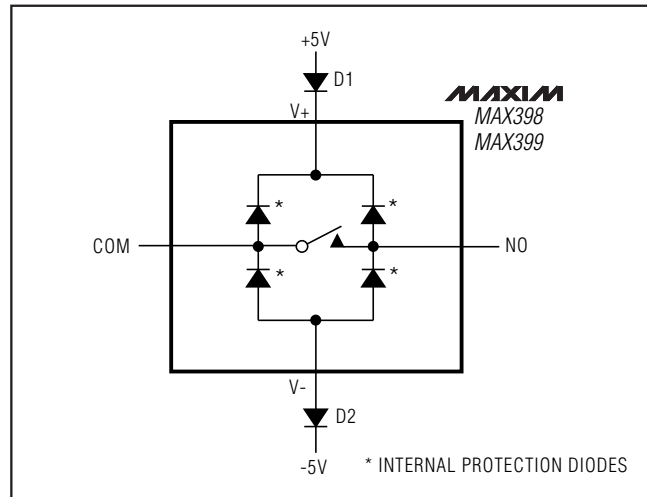 +5V
D1
V+
MAXIM
MAX398
MAX399
*
*
COM
NO
*
*
V-
D2
-5V
* INTERNAL PROTECTION DIODES